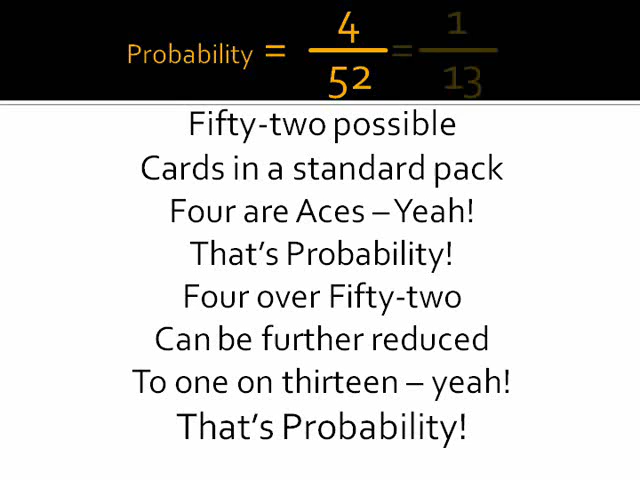 Probability = 4/52 = 1/13
Fifty-two possible
Cards in a standard pack
Four are Aces – Yeah!
That's Probability!
Four over Fifty-two
Can be further reduced
To one on thirteen – yeah!
That's Probability!